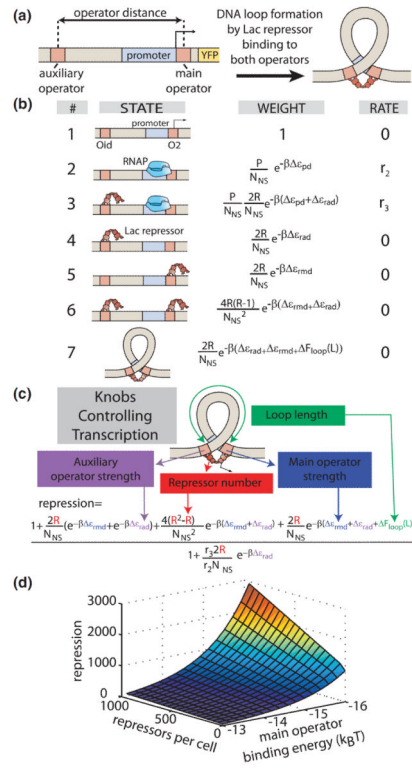 (a)
operator distance
promoter
YFP
auxiliary
operator
main
operator
DNA loop formation
by Lac repressor
binding to
both operators
(b)
# STATE WEIGHT RATE
1 promoter 1 0
Oid O2
2 RNAP P/N_NS e^-βΔε_pd r_2
3 P/N_NS 2R/N_NS e^-β(Δε_pd+Δε_rad) r_3
4 Lac repressor 2R/N_NS e^-βΔε_rad 0
5 2R/N_NS e^-βΔε_rmd 0
6 4R(R-1)/N_NS^2 e^-β(Δε_rmd+Δε_rad) 0
7 2R/N_NS e^-β(Δε_rad+Δε_rmd+ΔF_loop(L)) 0
(c)
Knobs
Controlling
Transcription
Loop length
Auxiliary
operator strength
Repressor number
Main operator
strength
repression=
1+ 2R/N_NS (e^-βΔε_rmd+e^-βΔε_rad)+ 4(R^2-R)/N_NS^2 e^-β(Δε_rmd+Δε_rad)+ 2R/N_NS e^-β(Δε_rmd+Δε_rad+ΔF_loop(L))
1+ r_3 2R/r_2 N_NS e^-βΔε_rad
(d)
repression
3000
2000
1000
0
1000
500
0
repressors per cell
-13
-14
-15
-16
main operator
binding energy (k_BT)